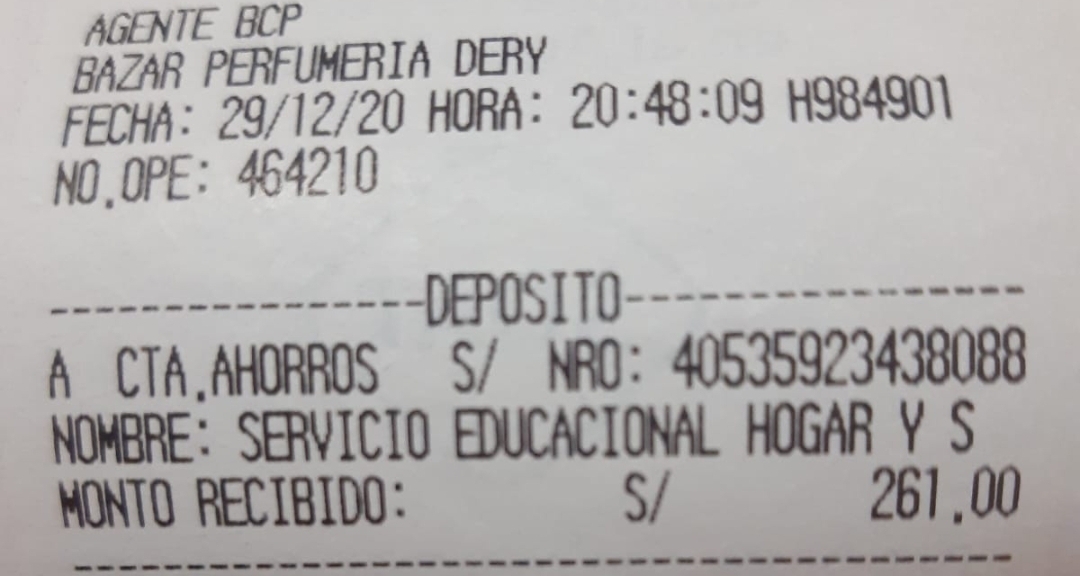 AGENTE BCP
BAZAR PERFUMERIA DERY
FECHA: 29/12/20 HORA: 20:48:09 H984901
NO.OPE: 464210
----------------DEPOSITO-----------------
A CTA.AHORROS S/ NRO: 40535923438088
NOMBRE: SERVICIO EDUCACIONAL HOGAR Y S
MONTO RECIBIDO: S/ 261.00
-----------------------------------------